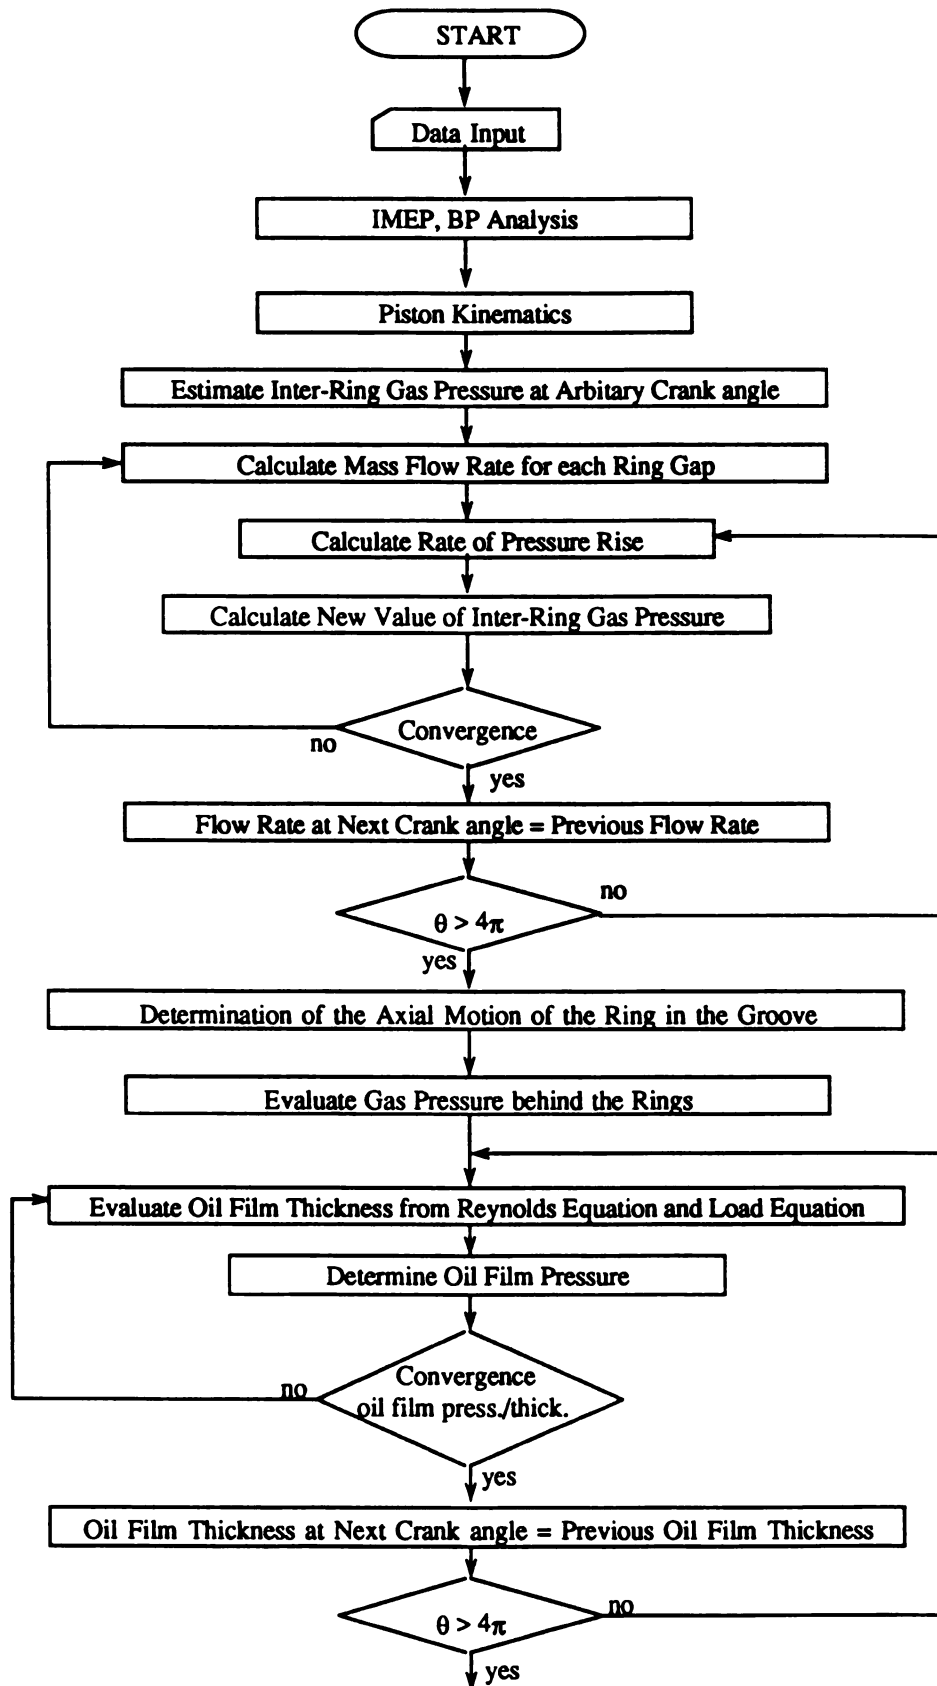 START
Data Input
IMEP, BP Analysis
Piston Kinematics
Estimate Inter-Ring Gas Pressure at Arbitary Crank angle
Calculate Mass Flow Rate for each Ring Gap
Calculate Rate of Pressure Rise
Calculate New Value of Inter-Ring Gas Pressure
Convergence
no
yes
Flow Rate at Next Crank angle = Previous Flow Rate
no
θ > 4π
yes
Determination of the Axial Motion of the Ring in the Groove
Evaluate Gas Pressure behind the Rings
Evaluate Oil Film Thickness from Reynolds Equation and Load Equation
Determine Oil Film Pressure
Convergence
no
oil film press./thick.
yes
Oil Film Thickness at Next Crank angle = Previous Oil Film Thickness
no
θ > 4π
yes